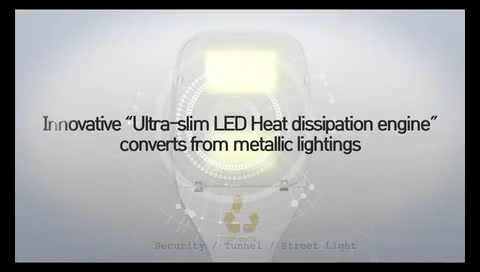 Innovative “Ultra-slim LED Heat dissipation engine”
converts from metallic lightings
Security / Tunnel / Street Light